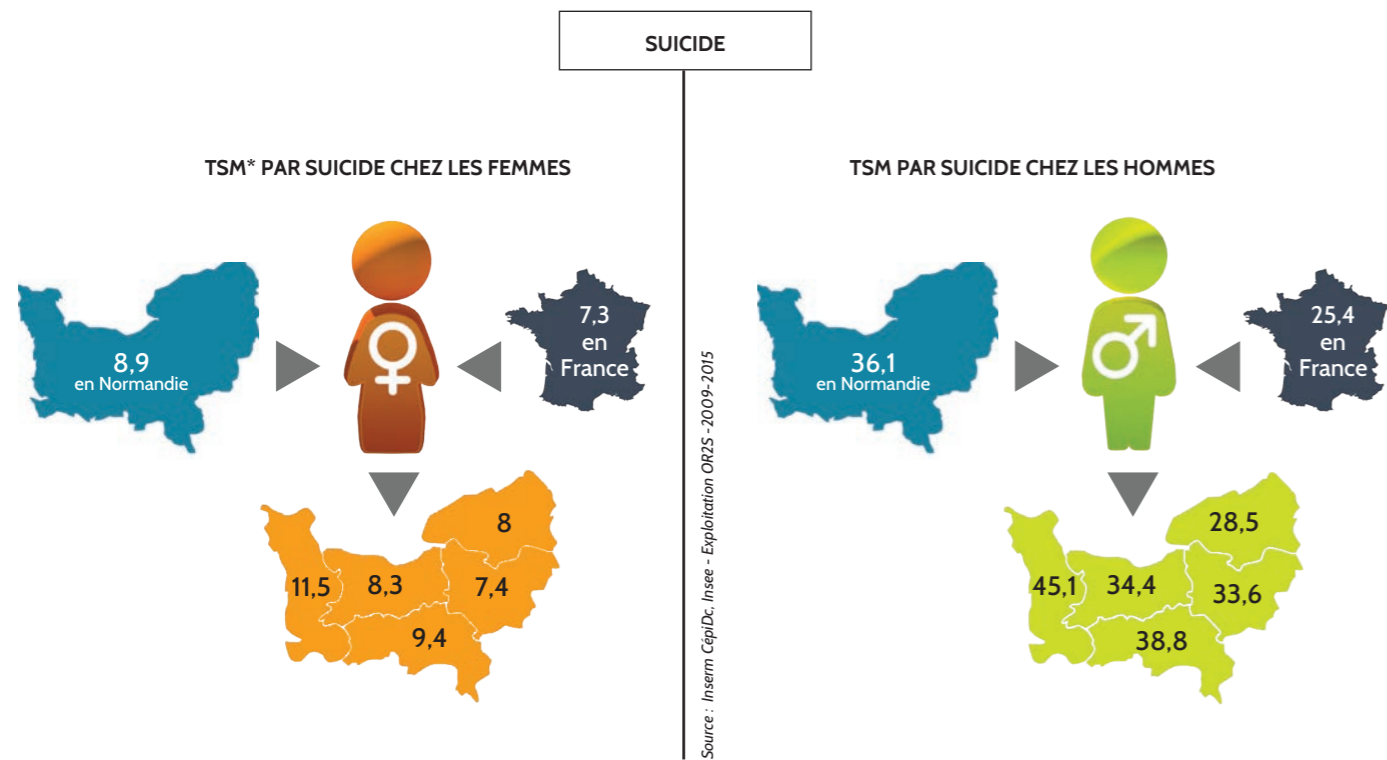 SUICIDE
TSM* PAR SUICIDE CHEZ LES FEMMES
8,9
en Normandie
7,3
en
France
8
11,5
8,3
7,4
9,4
Source : Inserm CépiDc, Insee - Exploitation OR2S -2009-2015
TSM PAR SUICIDE CHEZ LES HOMMES
36,1
en Normandie
25,4
en
France
28,5
45,1
34,4
33,6
38,8